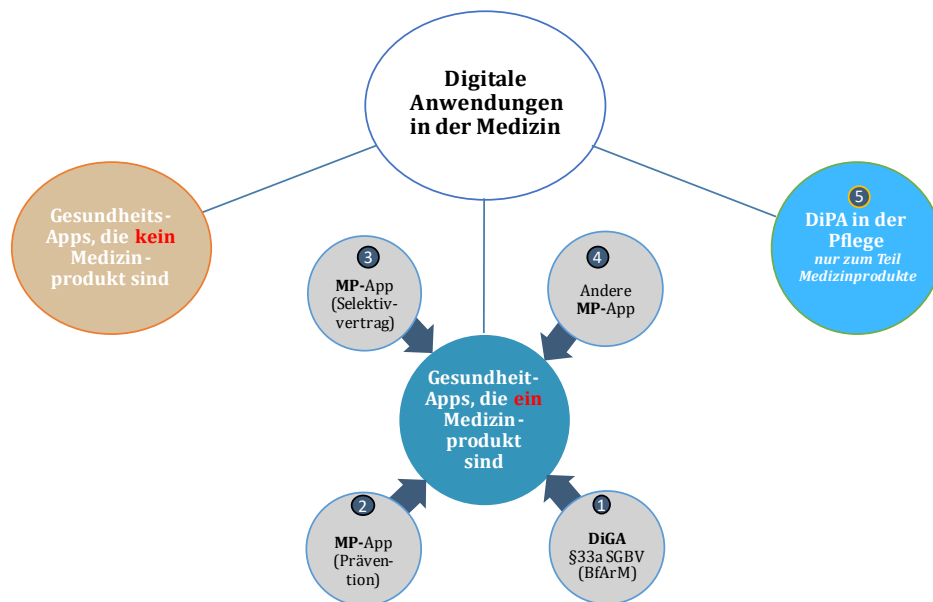 Digitale
Anwendungen
in der Medizin
Gesundheits-
Apps, die kein
Medizin-
produkt sind
5
DiPA in der
Pflege
nur zum Teil
Medizinprodukte
3
MP-App
(Selektiv-
vertrag)
4
Andere
MP-App
Gesundheit-
Apps, die ein
Medizin-
produkt
sind
2
MP-App
(Präven-
tion)
1
DiGA
§33a SGBV
(BfArM)